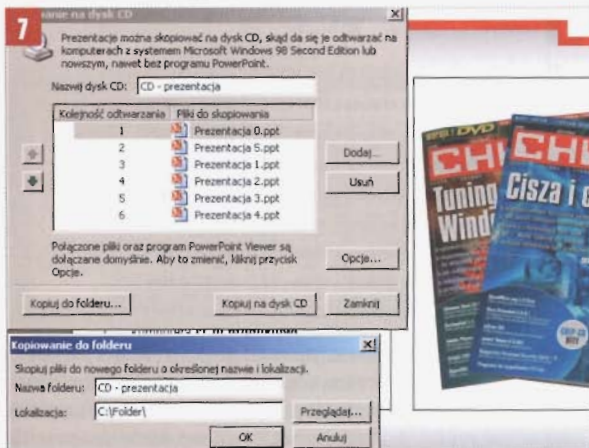 7
wanie na dysk CD
Prezentacje można skopiować na dysk CD, skąd da się je odtwarzać na
komputerach z systemem Microsoft Windows 98 Second Edition lub
nowszym, nawet bez programu PowerPoint.
Nazwij dysk CD: CD - prezentacja
Kolejność odtwarzania Pliki do skopiowania
1 Prezentacja 0.ppt
2 Prezentacja 5.ppt
3 Prezentacja 1.ppt
4 Prezentacja 2.ppt
5 Prezentacja 3.ppt
6 Prezentacja 4.ppt
Dodaj...
Usuń
Połączone pliki oraz program PowerPoint Viewer są
dołączane domyślnie. Aby to zmienić, kliknij przycisk
Opcje.
Opcje...
Kopiuj do folderu... Kopiuj na dysk CD Zamknij
Kopiowanie do folderu
Skopiuj pliki do nowego folderu o określonej nazwie i lokalizacji.
Nazwa folderu: CD - prezentacja
Lokalizacja: C:\Folder\ Przeglądaj...
OK Anuluj
DVD
CHI
Tuning
Wind
CHI
Cisza i c